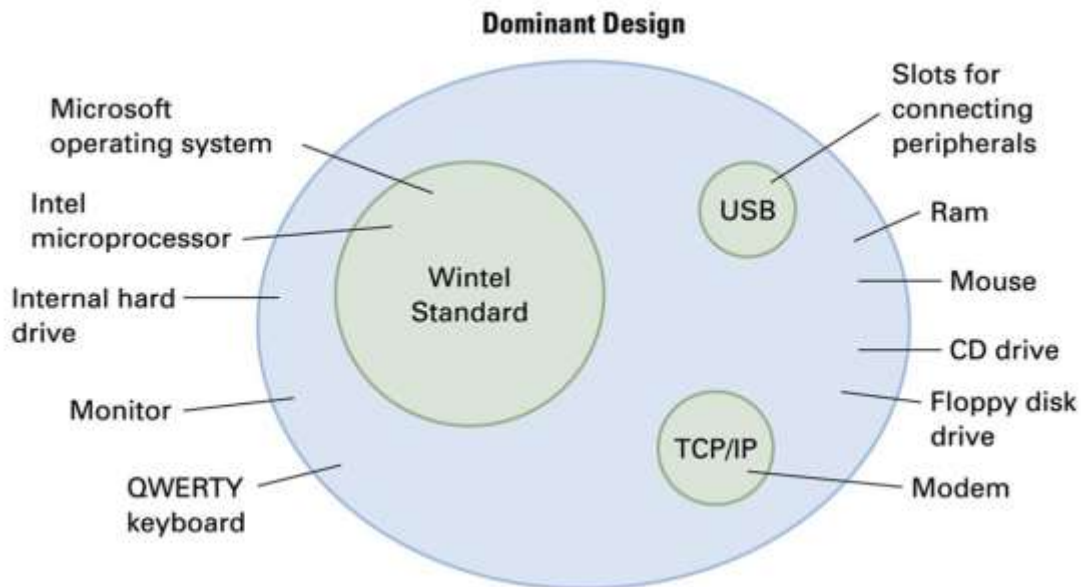 Dominant Design
Microsoft
operating system
Intel
microprocessor
Internal hard
drive
Monitor
QWERTY
keyboard
Wintel
Standard
USB
TCP/IP
Slots for
connecting
peripherals
Ram
Mouse
CD drive
Floppy disk
drive
Modem